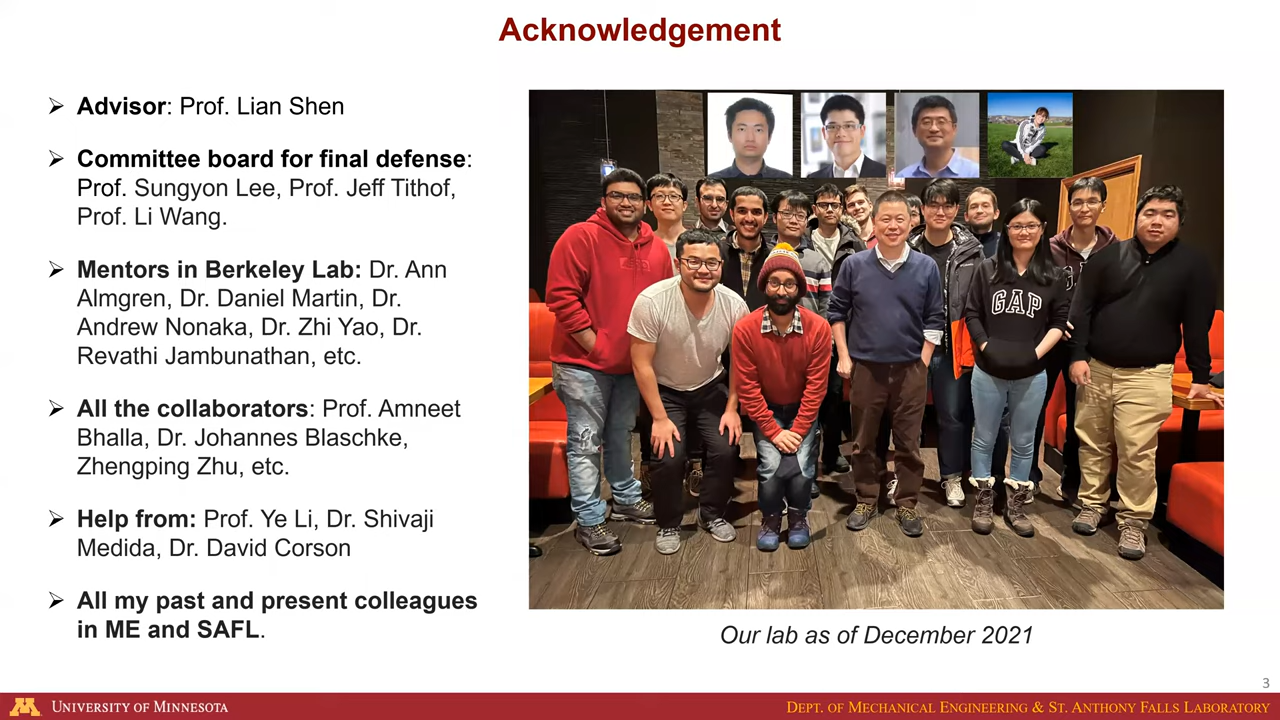 Acknowledgement
➢ Advisor: Prof. Lian Shen
➢ Committee board for final defense:
Prof. Sungyon Lee, Prof. Jeff Tithof,
Prof. Li Wang.
➢ Mentors in Berkeley Lab: Dr. Ann
Almgren, Dr. Daniel Martin, Dr.
Andrew Nonaka, Dr. Zhi Yao, Dr.
Revathi Jambunathan, etc.
➢ All the collaborators: Prof. Amneet
Bhalla, Dr. Johannes Blaschke,
Zhengping Zhu, etc.
➢ Help from: Prof. Ye Li, Dr. Shivaji
Medida, Dr. David Corson
➢ All my past and present colleagues
in ME and SAFL.
GAP
Our lab as of December 2021
3
M
UNIVERSITY OF MINNESOTA
DEPT. OF MECHANICAL ENGINEERING & ST. ANTHONY FALLS LABORATORY